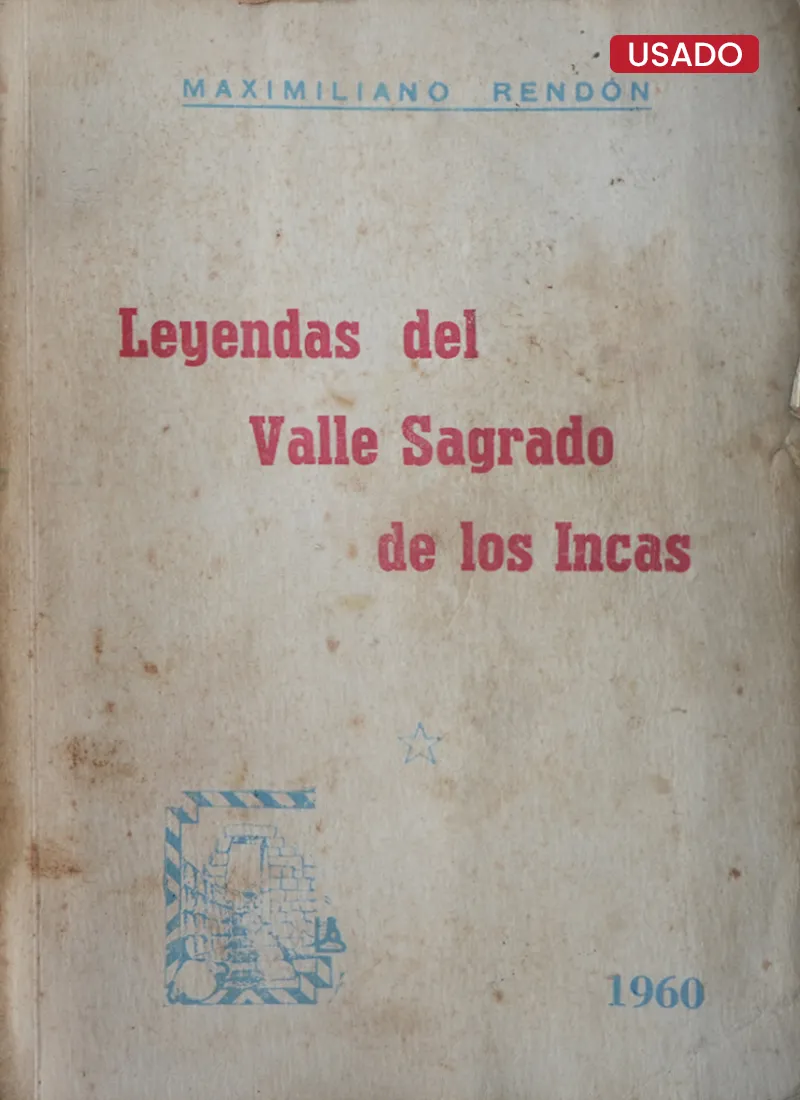 USADO
MAXIMILIANO RENDÓN
Leyendas del
Valle Sagrado
de los Incas
1960